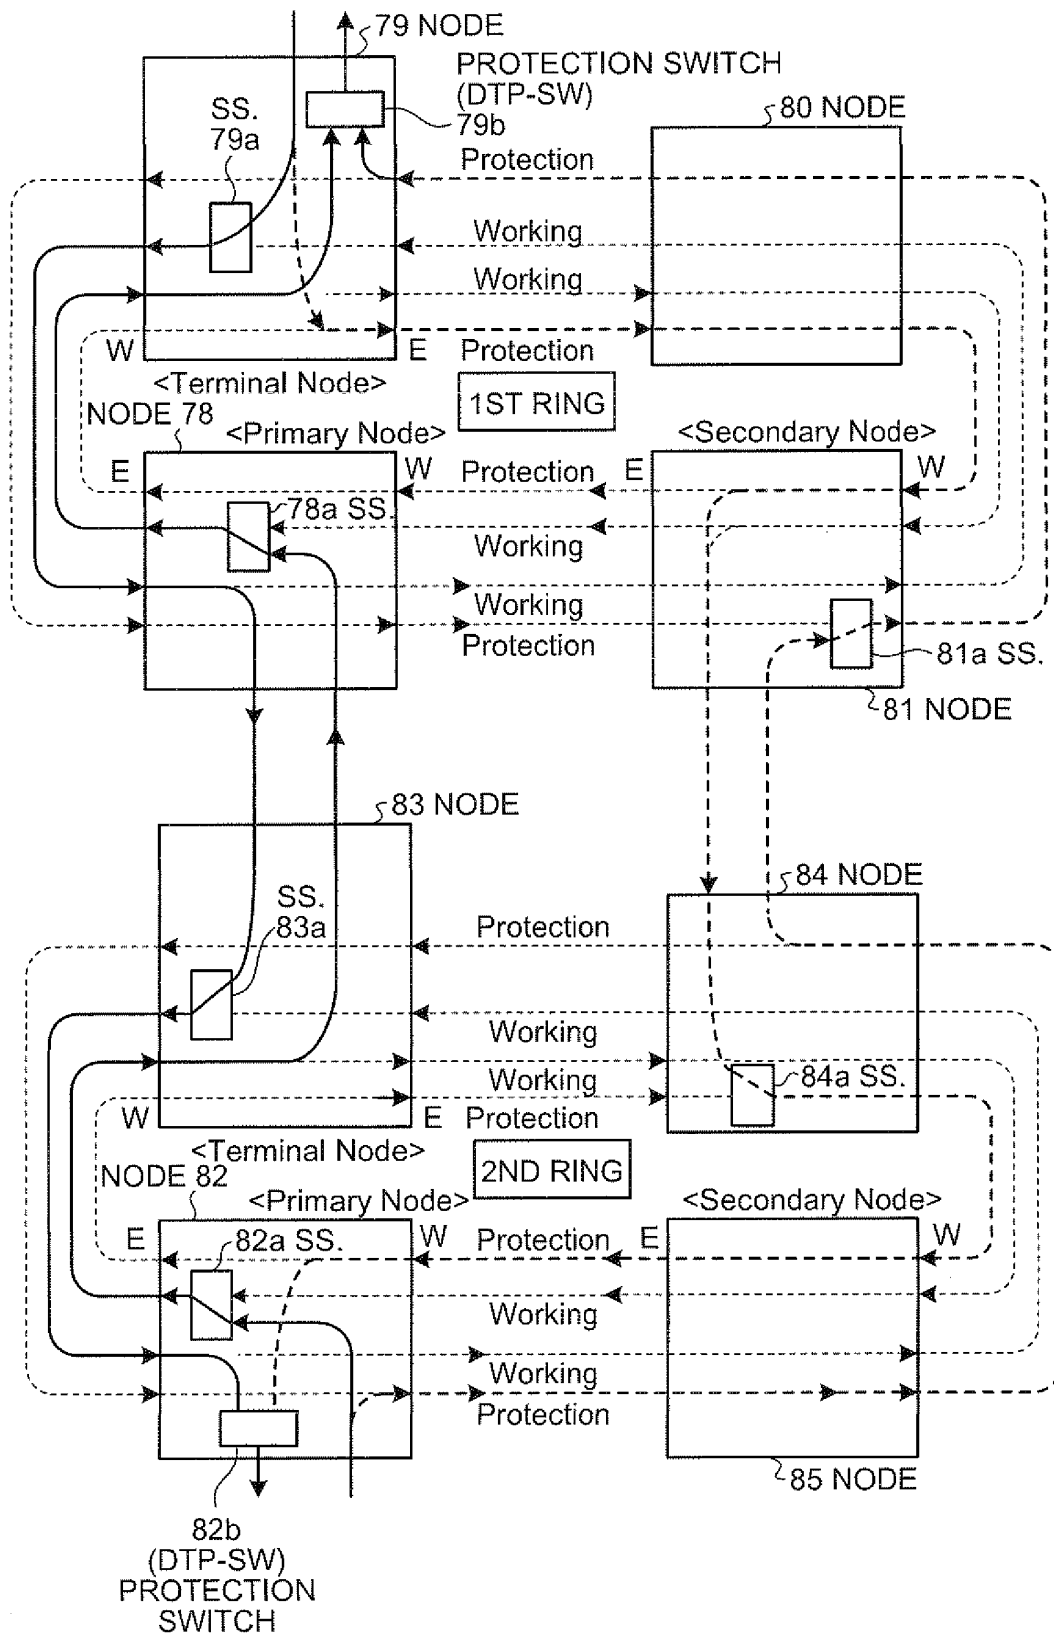 79 NODE
PROTECTION SWITCH
(DTP-SW)
79b
SS.
79a
80 NODE
Protection
Working
Working
W
E
Protection
<Terminal Node>
1ST RING
NODE 78
<Primary Node>
<Secondary Node>
E
W
Protection
E
W
78a SS.
Working
Working
Protection
81a SS.
81 NODE
83 NODE
84 NODE
SS.
83a
Protection
Working
Working
84a SS.
W
E
Protection
<Terminal Node>
2ND RING
NODE 82
<Primary Node>
<Secondary Node>
E
82a SS.
W
Protection
E
W
Working
Working
Protection
85 NODE
82b
(DTP-SW)
PROTECTION
SWITCH